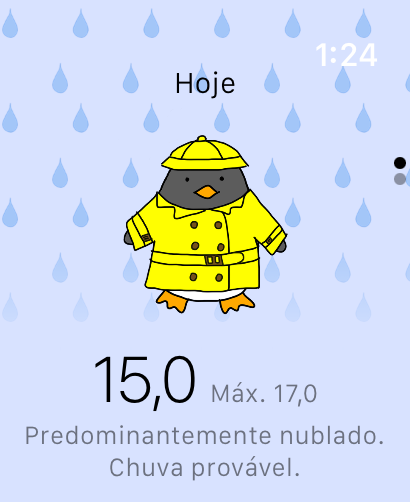 1:24
Hoje
15,0 Máx. 17,0
Predominantemente nublado.
Chuva provável.